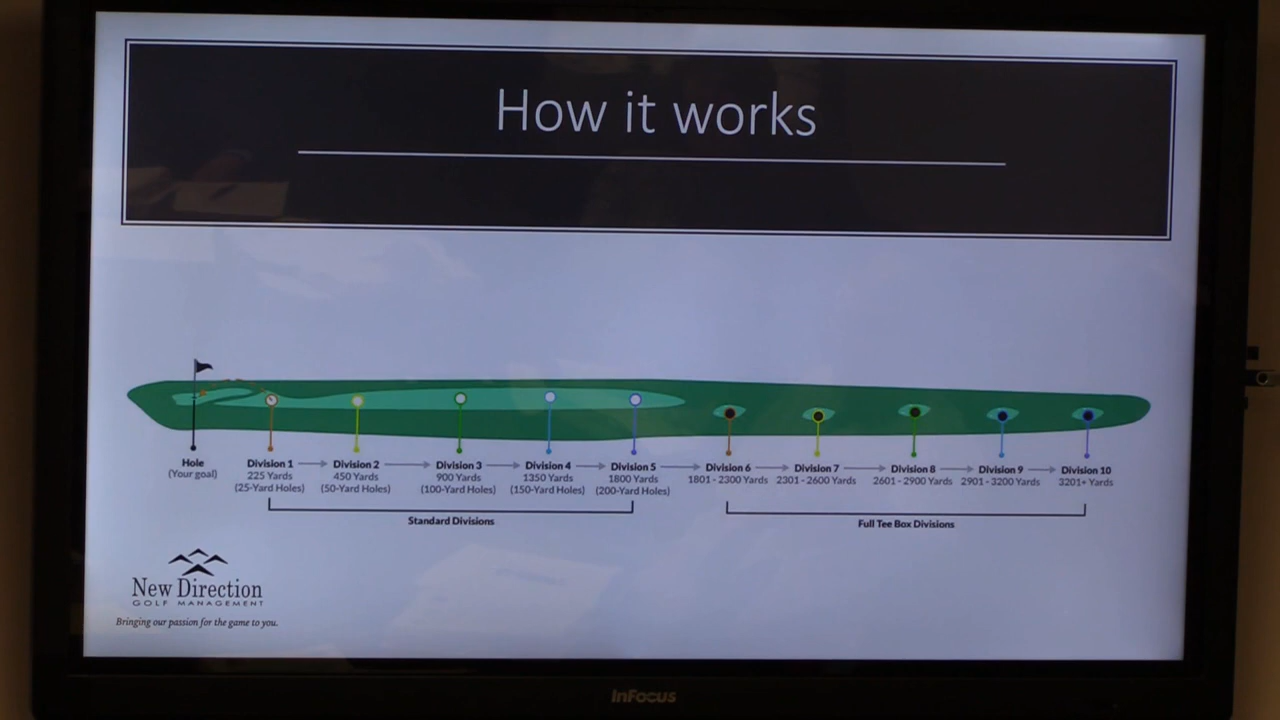 How it works
Hole
(Your goal)
Division 1
225 Yards
(25-Yard Holes)
Division 2
450 Yards
(50-Yard Holes)
Division 3
900 Yards
(100-Yard Holes)
Division 4
1350 Yards
(150-Yard Holes)
Division 5
1800 Yards
(200-Yard Holes)
Division 6
1801 - 2300 Yards
Division 7
2301 - 2600 Yards
Division 8
2601 - 2900 Yards
Division 9
2901 - 3200 Yards
Division 10
3201+ Yards
Standard Divisions
Full Tee Box Divisions
New Direction
GOLF MANAGEMENT
Bringing our passion for the game to you.
InFocus